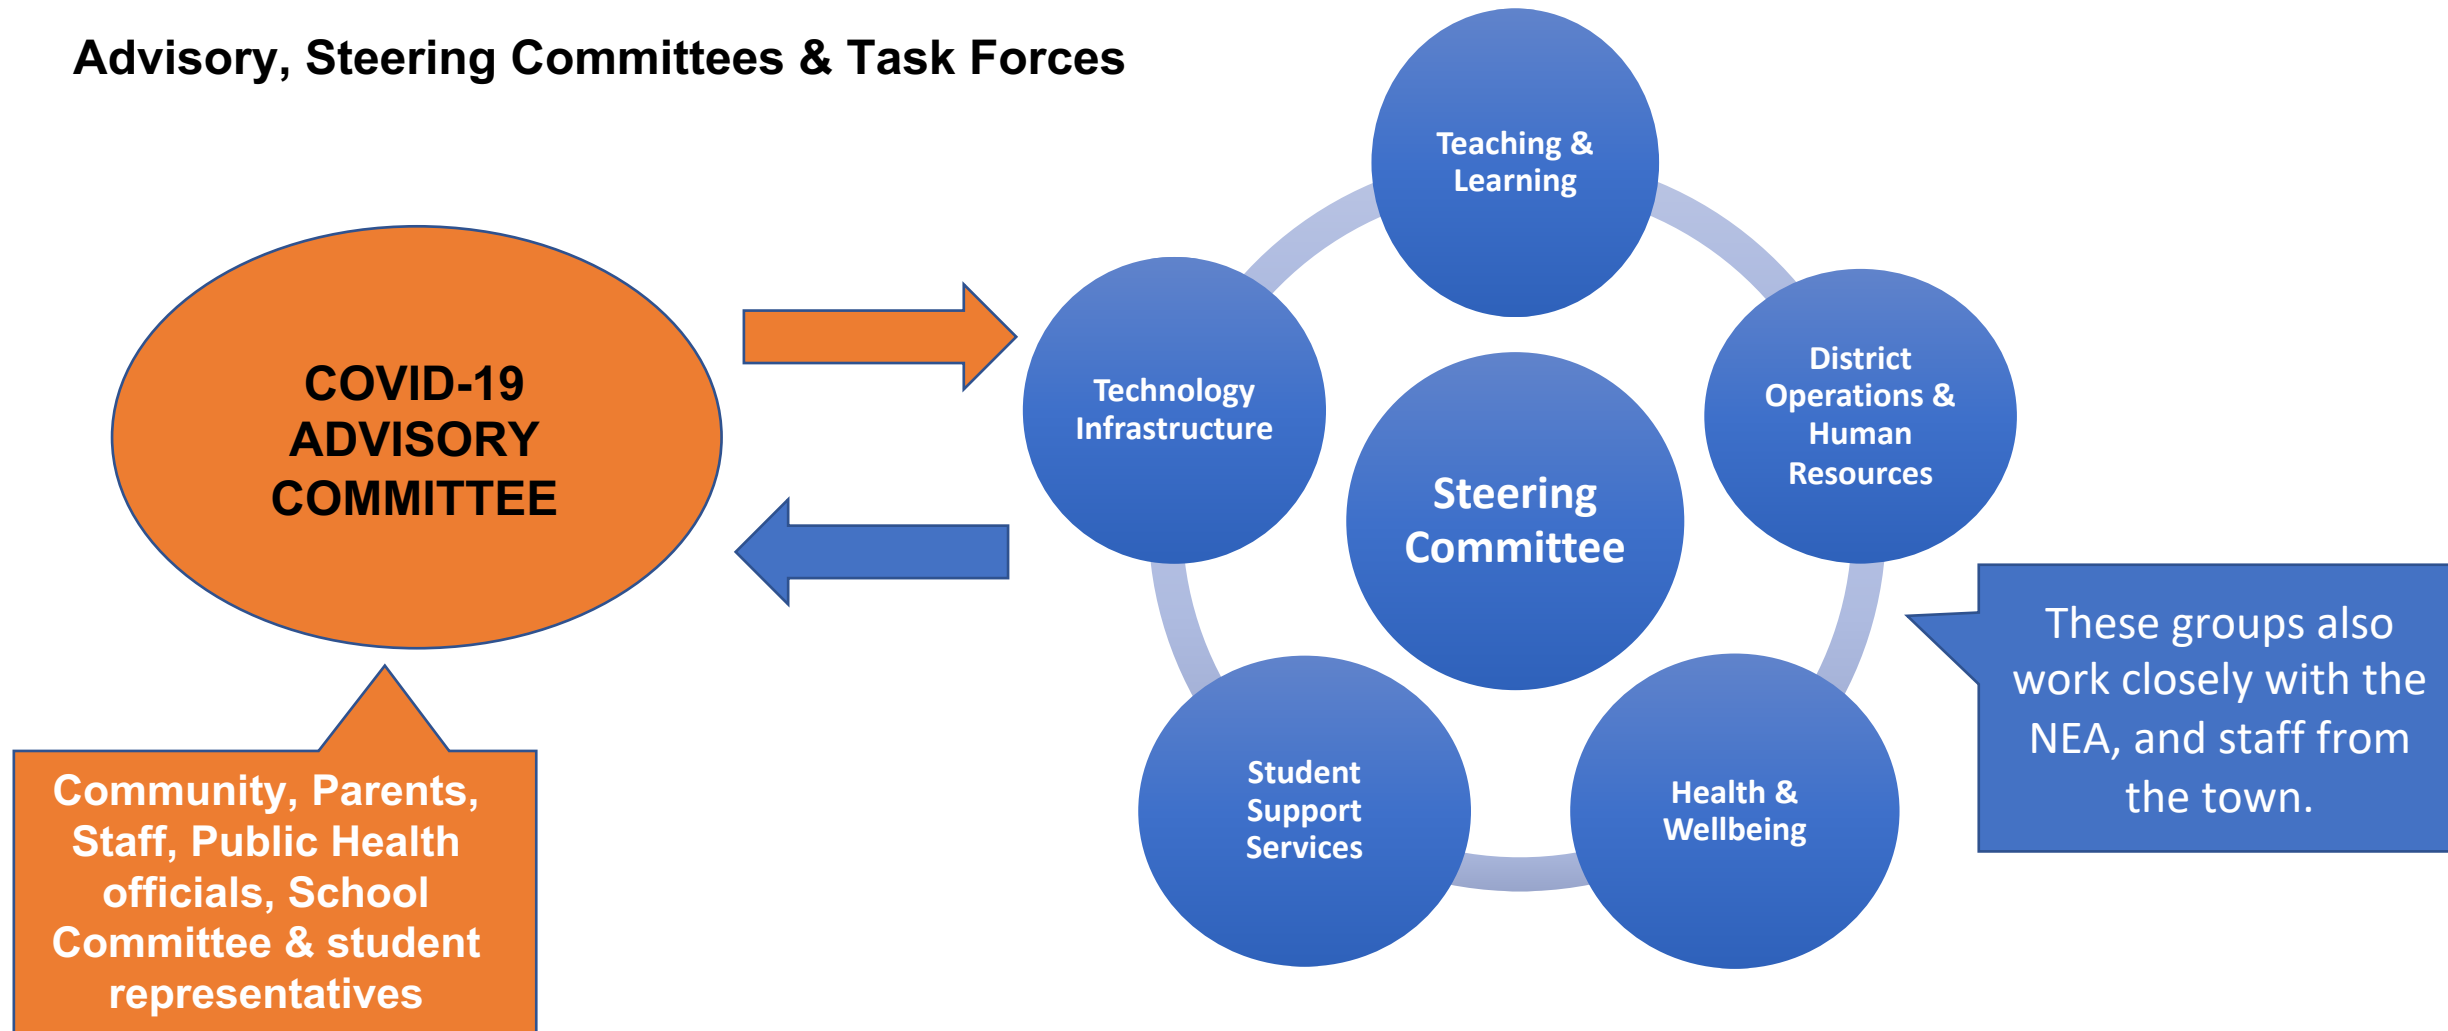 Advisory, Steering Committees & Task Forces
COVID-19
ADVISORY
COMMITTEE
Community, Parents,
Staff, Public Health
officials, School
Committee & student
representatives
Teaching &
Learning
Technology
Infrastructure
District
Operations &
Human
Resources
Steering
Committee
Student
Support
Services
Health &
Wellbeing
These groups also
work closely with the
NEA, and staff from
the town.